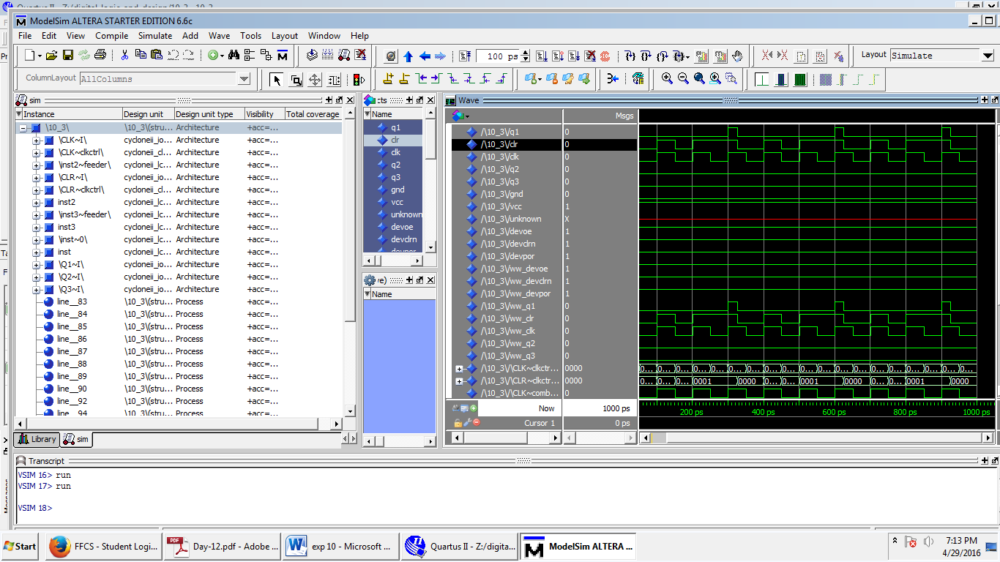 Quartus II - Z:/digital logic and design/10_3 - 10_3
ModelSim ALTERA STARTER EDITION 6.6c
File Edit View Compile Simulate Add Wave Tools Layout Window Help
100 ps
Layout Simulate
ColumnLayout AllColumns
sim
Instance Design unit Design unit type Visibility Total coverage
\10_3\ \10_3\(stru... Architecture +acc=...
\CLK~I\ cycloneii_io... Architecture +acc=...
\CLK~clkctrl\ cycloneii_cl... Architecture +acc=...
\inst2~feeder\ cycloneii_lc... Architecture +acc=...
\CLR~I\ cycloneii_io... Architecture +acc=...
\CLR~clkctrl\ cycloneii_cl... Architecture +acc=...
inst2 cycloneii_lc... Architecture +acc=...
\inst3~feeder\ cycloneii_lc... Architecture +acc=...
inst3 cycloneii_lc... Architecture +acc=...
\inst~0\ cycloneii_lc... Architecture +acc=...
inst cycloneii_lc... Architecture +acc=...
\Q1~I\ cycloneii_io... Architecture +acc=...
\Q2~I\ cycloneii_io... Architecture +acc=...
\Q3~I\ cycloneii_io... Architecture +acc=...
line__83 \10_3\(stru... Process +acc=...
line__84 \10_3\(stru... Process +acc=...
line__85 \10_3\(stru... Process +acc=...
line__86 \10_3\(stru... Process +acc=...
line__87 \10_3\(stru... Process +acc=...
line__88 \10_3\(stru... Process +acc=...
line__89 \10_3\(stru... Process +acc=...
line__90 \10_3\(stru... Process +acc=...
line__92 \10_3\(stru... Process +acc=...
line__94 \10_3\(stru... Process +acc=...
Library sim
cts
Name
q1
clr
clk
q2
q3
gnd
vcc
unknown
devoe
devclrn
devpor
ve)
Name
Wave
Msgs
/\10_3\/q1 0
/\10_3\/clr 0
/\10_3\/clk 0
/\10_3\/q2 0
/\10_3\/q3 0
/\10_3\/gnd 0
/\10_3\/vcc 1
/\10_3\/unknown X
/\10_3\/devoe 1
/\10_3\/devclrn 1
/\10_3\/devpor 1
/\10_3\/ww_devoe 1
/\10_3\/ww_devclrn 1
/\10_3\/ww_devpor 1
/\10_3\/ww_q1 0
/\10_3\/ww_clr 0
/\10_3\/ww_clk 0
/\10_3\/ww_q2 0
/\10_3\/ww_q3 0
/\10_3\/\CLK~clkctr... 0000 0... 0... 0... 0... 0... 0... 0... 0... 0... 0... 0... 0... 0... 0... 0... 0... 0... 0...
/\10_3\/\CLR~clkctr... 0000 0... 0... 0... 0001 0000 0... 0... 0001 0000 0... 0... 0001 0000
/\10_3\/\CLK~comb... 0
Now 1000 ps 200 ps 400 ps 600 ps 800 ps 1000 ps
Cursor 1 0 ps
Transcript
VSIM 16> run
VSIM 17> run
VSIM 18>
Start FFCS - Student Logi... Day-12.pdf - Adobe ... exp 10 - Microsoft ... Quartus II - Z:/digita... ModelSim ALTERA ... 7:13 PM
4/29/2016